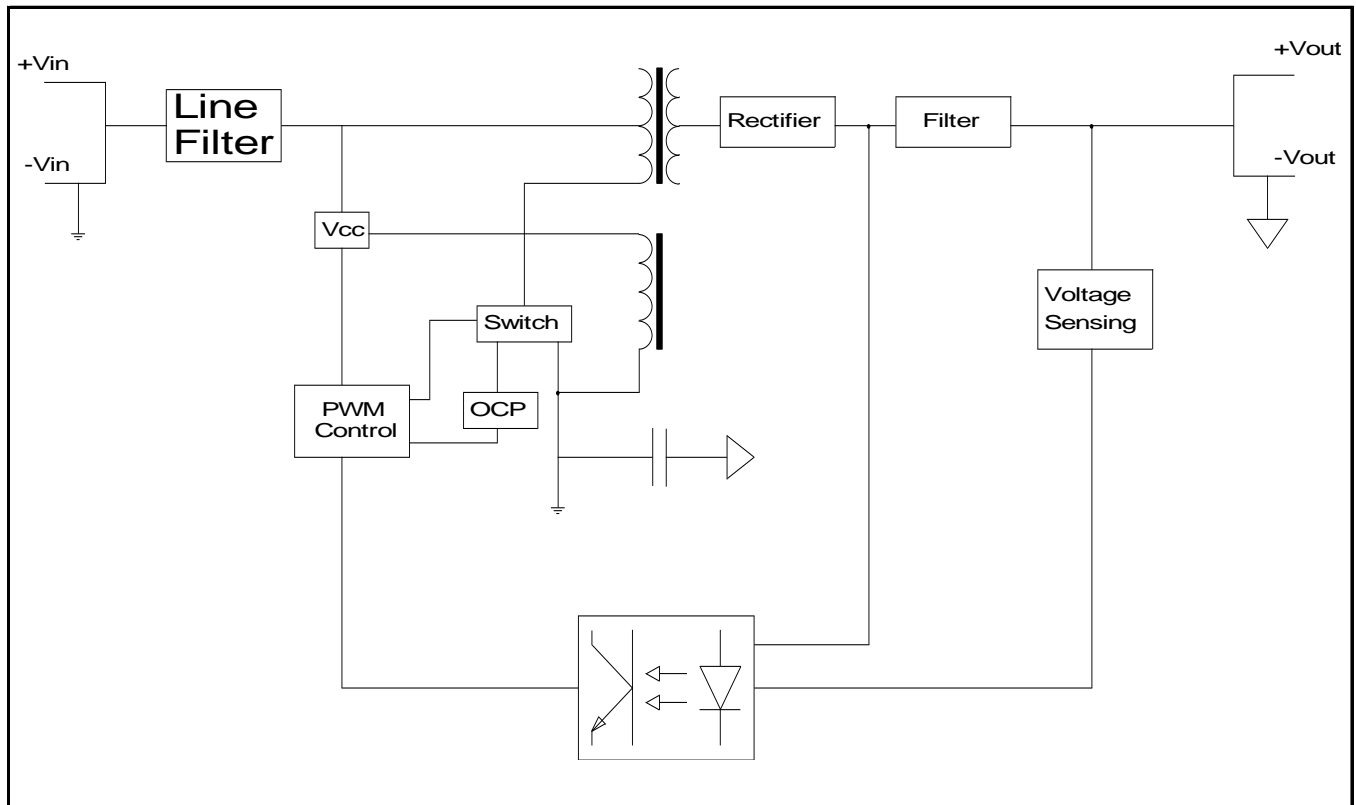 +Vin
-Vin
Line
Filter
Vcc
Switch
PWM
Control
OCP
Rectifier
Filter
Voltage
Sensing
+Vout
-Vout